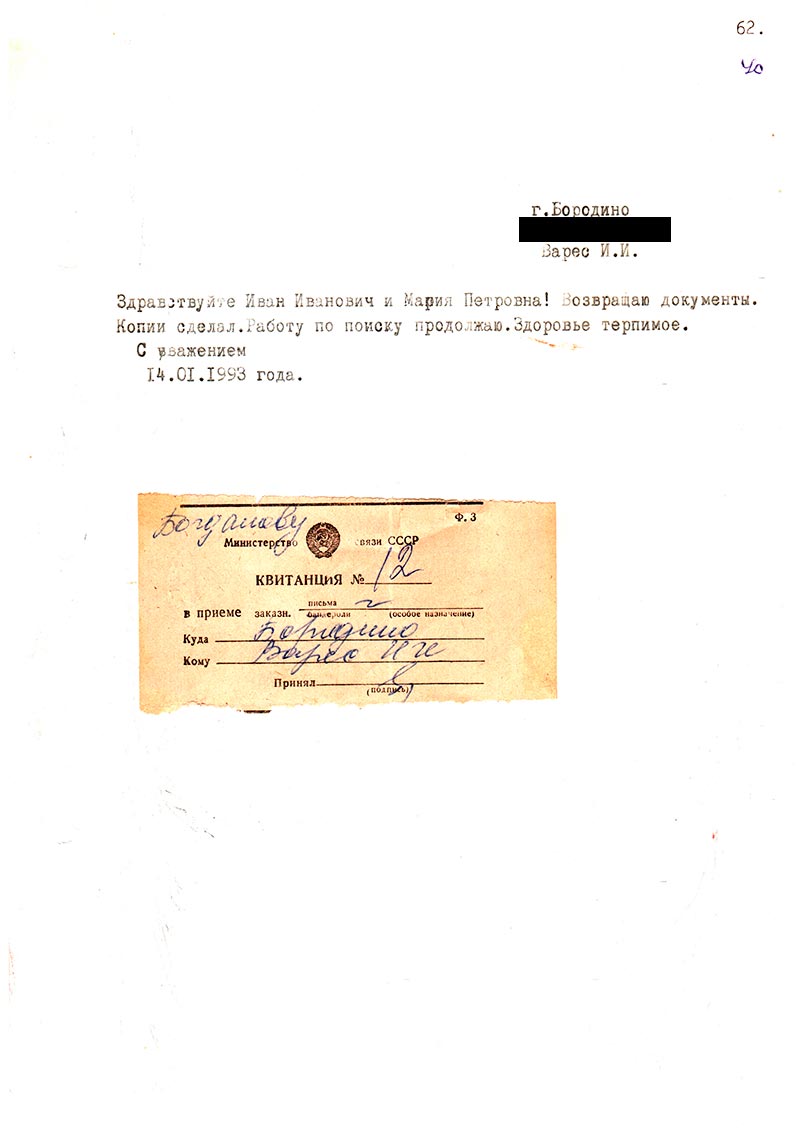 62.
40
г.Бородино
Варес И.И.
Здравствуйте Иван Иванович и Мария Петровна! Возвращаю документы.
Копии сделал.Работу по поиску продолжаю.Здоровье терпимое.
С уважением
14.01.1993 года.
Богданову
Ф. 3
Министерство связи СССР
КВИТАНЦИЯ № 12
в приеме заказн. письма
бандероли (особое назначение)
Куда Бородино
Кому Варес И И
Принял
(подпись)